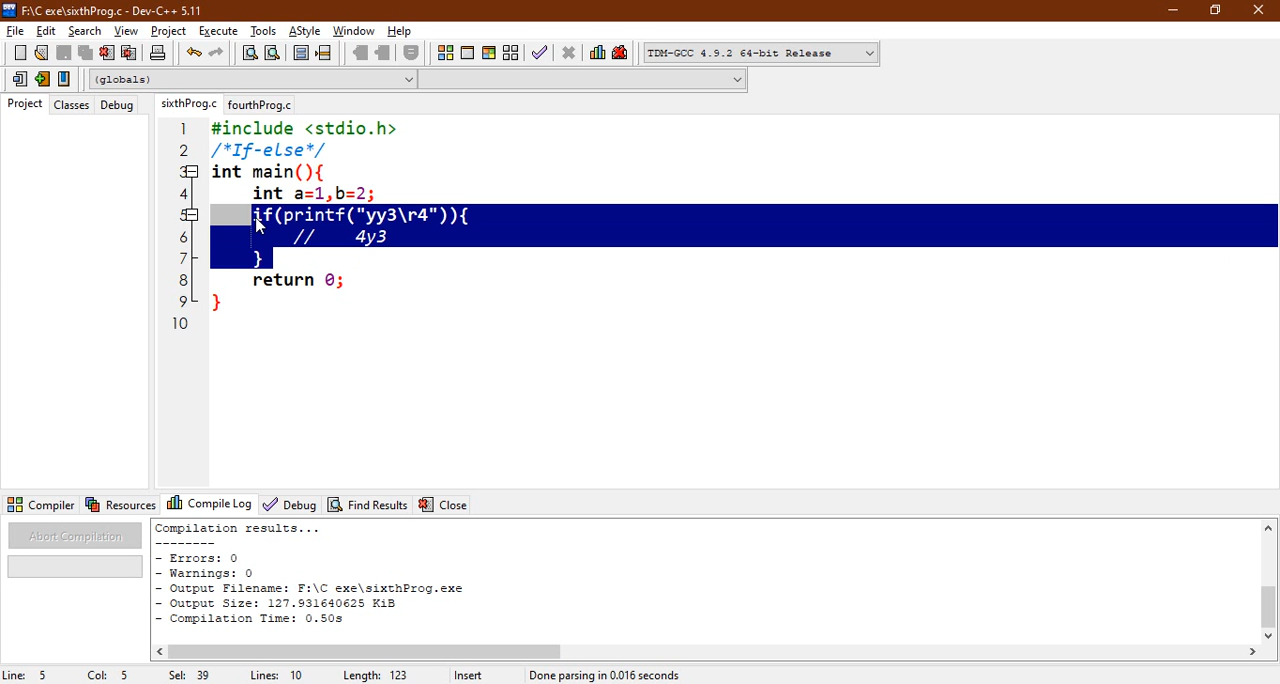 F:\C exe\sixthProg.c - Dev-C++ 5.11
File Edit Search View Project Execute Tools AStyle Window Help
TDM-GCC 4.9.2 64-bit Release
(globals)
Project Classes Debug sixthProg.c fourthProg.c
1 #include <stdio.h>
2 /*If-else*/
3 int main(){
4 int a=1,b=2;
5 if(printf("yy3\r4")){
6 // 4y3
7 }
8 return 0;
9 }
10
Compiler Resources Compile Log Debug Find Results Close
Abort Compilation
Compilation results...
--------
- Errors: 0
- Warnings: 0
- Output Filename: F:\C exe\sixthProg.exe
- Output Size: 127.931640625 KiB
- Compilation Time: 0.50s
Line: 5 Col: 5 Sel: 39 Lines: 10 Length: 123 Insert Done parsing in 0.016 seconds